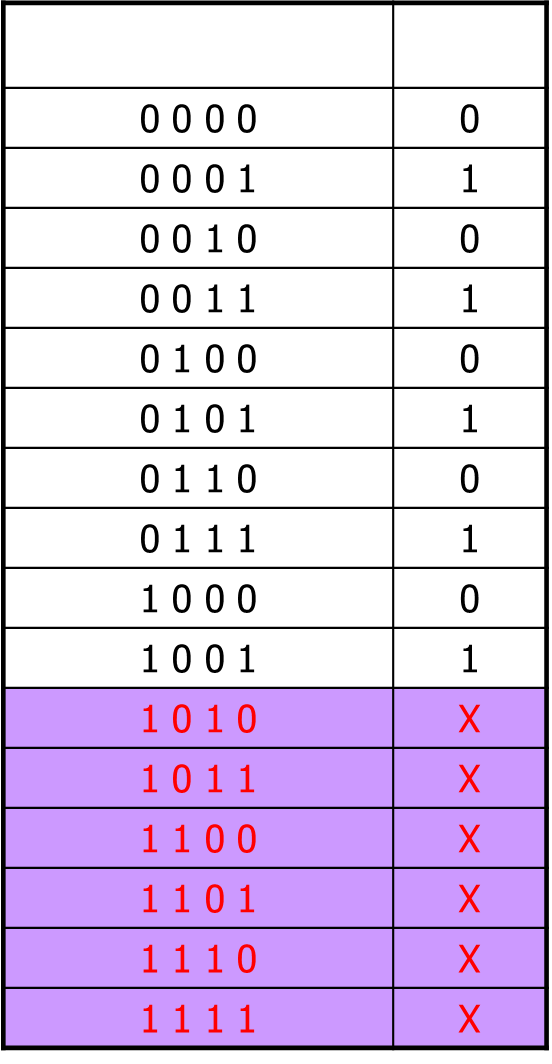 0 0 0 0 0
0 0 0 1 1
0 0 1 0 0
0 0 1 1 1
0 1 0 0 0
0 1 0 1 1
0 1 1 0 0
0 1 1 1 1
1 0 0 0 0
1 0 0 1 1
1 0 1 0 X
1 0 1 1 X
1 1 0 0 X
1 1 0 1 X
1 1 1 0 X
1 1 1 1 X